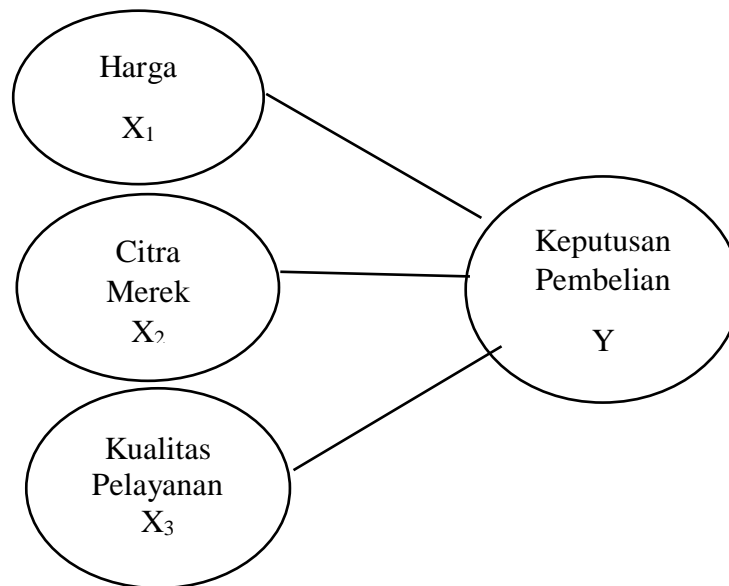 Harga
X₁
Citra
Merek
X₂
Kualitas
Pelayanan
X₃
Keputusan
Pembelian
Y